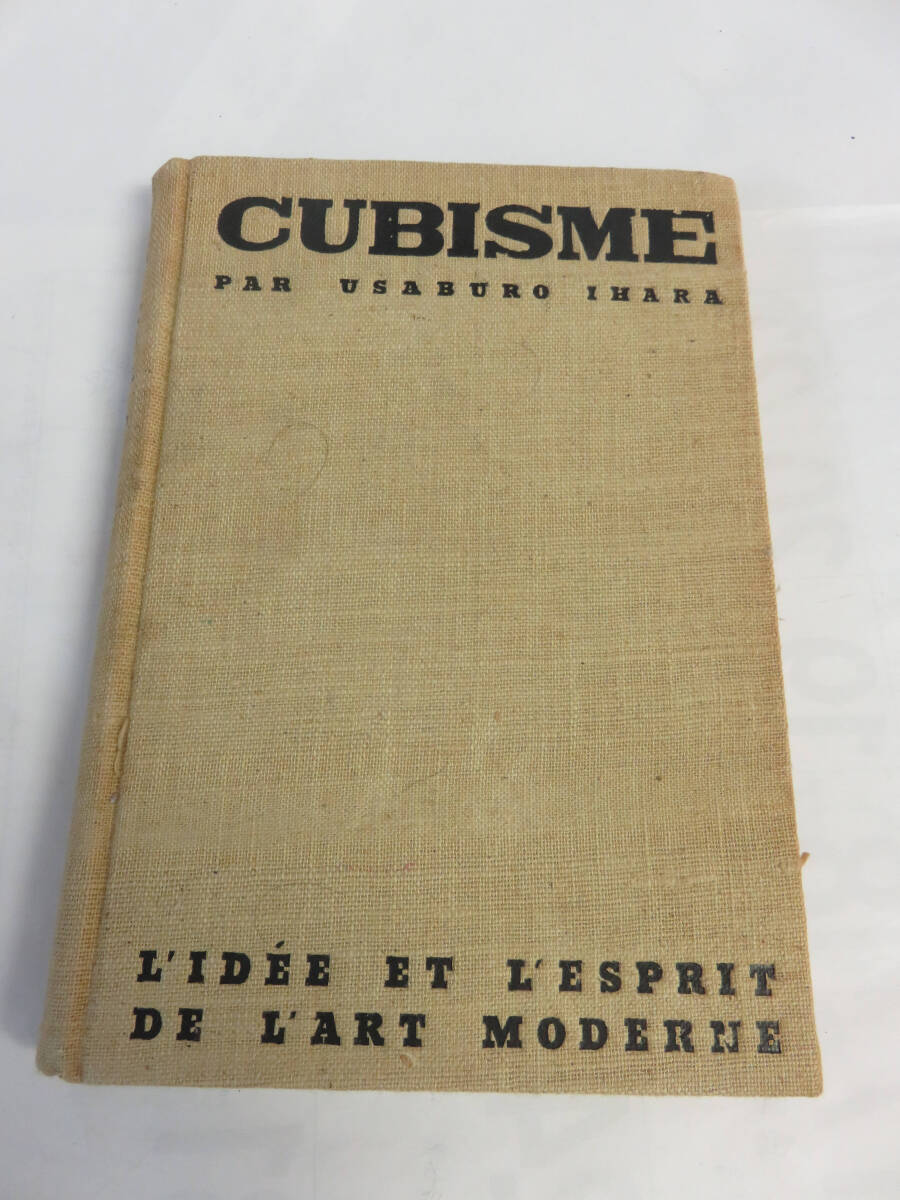 CUBISME
PAR USABURO IHARA
L'IDÉE ET L'ESPRIT
DE L'ART MODERNE